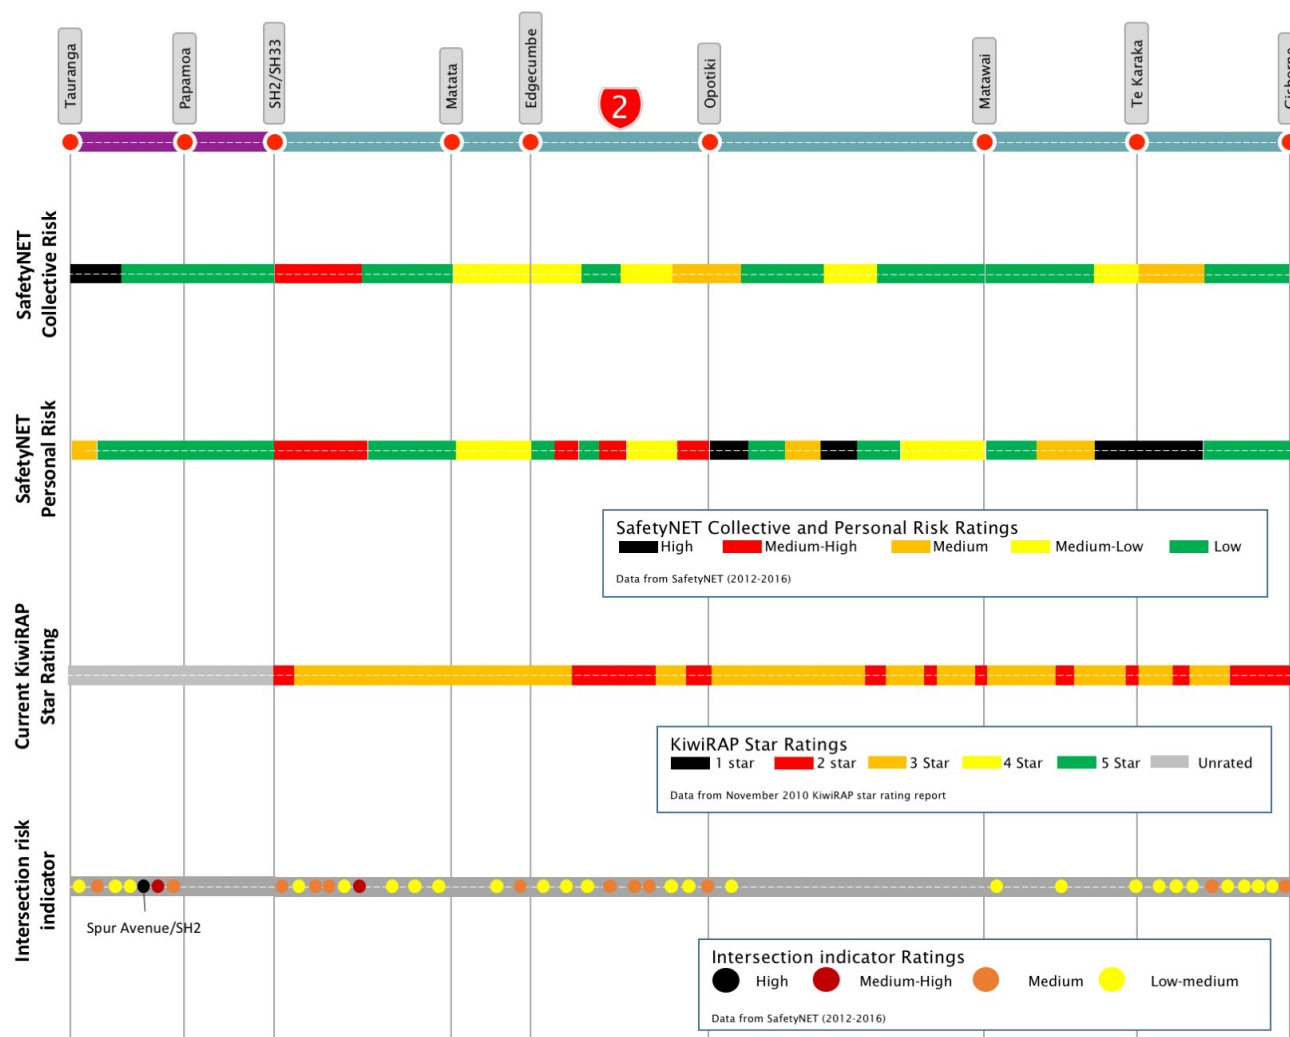 Tauranga
Papamoa
SH2/SH33
Matata
Edgecumbe
2
Opotiki
Matawai
Te Karaka
SafetyNET
Collective Risk
SafetyNET
Personal Risk
SafetyNET Collective and Personal Risk Ratings
High Medium-High Medium Medium-Low Low
Data from SafetyNET (2012-2016)
Current KiwiRAP
Star Rating
KiwiRAP Star Ratings
1 star 2 star 3 Star 4 Star 5 Star Unrated
Data from November 2010 KiwiRAP star rating report
Intersection risk
indicator
Spur Avenue/SH2
Intersection indicator Ratings
High Medium-High Medium Low-medium
Data from SafetyNET (2012-2016)